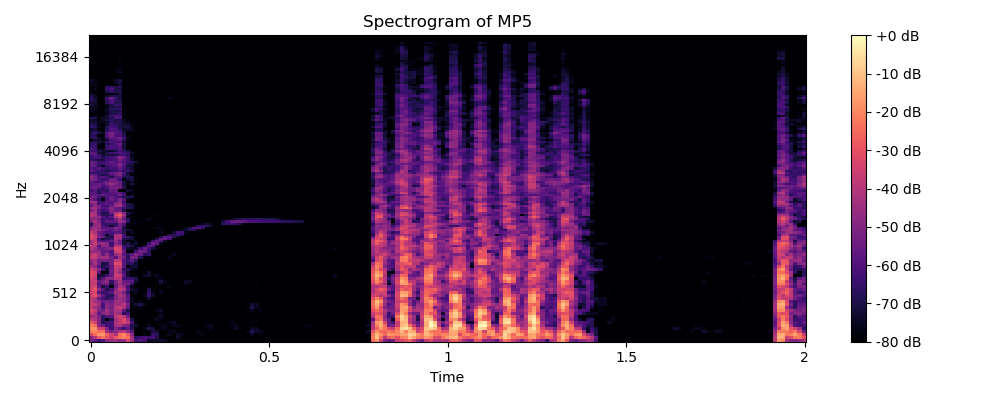 Spectrogram of MP5
16384
8192
4096
2048
1024
512
0
Hz
0
0.5
1
1.5
2
Time
+0 dB
-10 dB
-20 dB
-30 dB
-40 dB
-50 dB
-60 dB
-70 dB
-80 dB